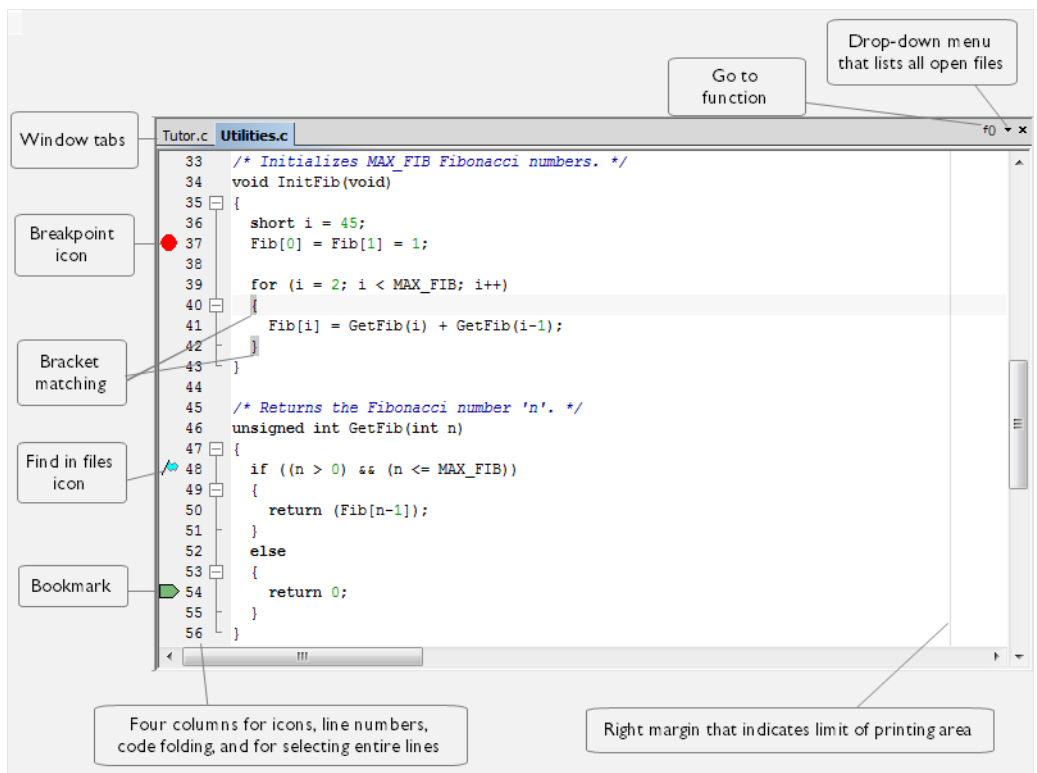 Drop-down menu
that lists all open files
Go to
function
Window tabs
Tutor.c Utilities.c
f()
33 /* Initializes MAX_FIB Fibonacci numbers. */
34 void InitFib(void)
35 {
36 short i = 45;
Breakpoint
icon
37 Fib[0] = Fib[1] = 1;
38
39 for (i = 2; i < MAX_FIB; i++)
40 {
41 Fib[i] = GetFib(i) + GetFib(i-1);
42 }
Bracket
matching
43 }
44
45 /* Returns the Fibonacci number 'n'. */
46 unsigned int GetFib(int n)
47 {
Find in files
icon
48 if ((n > 0) && (n <= MAX_FIB))
49 {
50 return (Fib[n-1]);
51 }
52 else
53 {
Bookmark
54 return 0;
55 }
56 }
Four columns for icons, line numbers,
code folding, and for selecting entire lines
Right margin that indicates limit of printing area